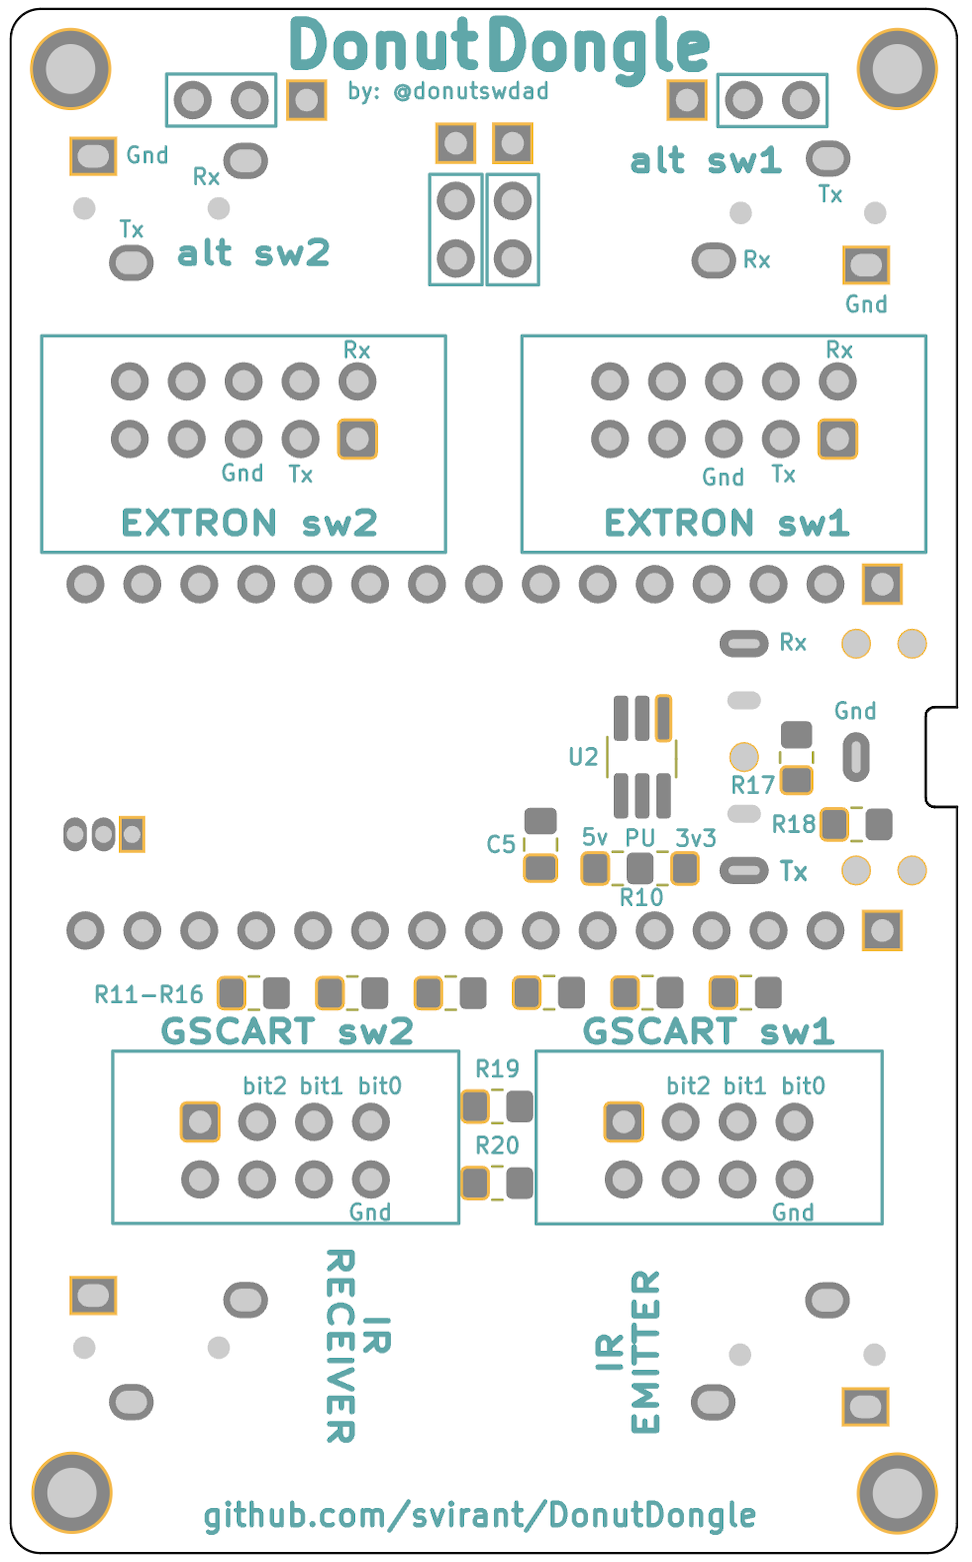 DonutDongle
by: @donutswdad
Gnd
Rx
Tx
alt sw2
alt sw1
Tx
Rx
Gnd
Rx
Gnd Tx
EXTRON sw2
Rx
Gnd Tx
EXTRON sw1
Rx
Gnd
U2
R17
R18
C5
5v PU 3v3
R10
Tx
R11-R16
GSCART sw2
GSCART sw1
bit2 bit1 bit0
Gnd
R19
R20
bit2 bit1 bit0
Gnd
IR
RECEIVER
IR
EMITTER
github.com/svirant/DonutDongle